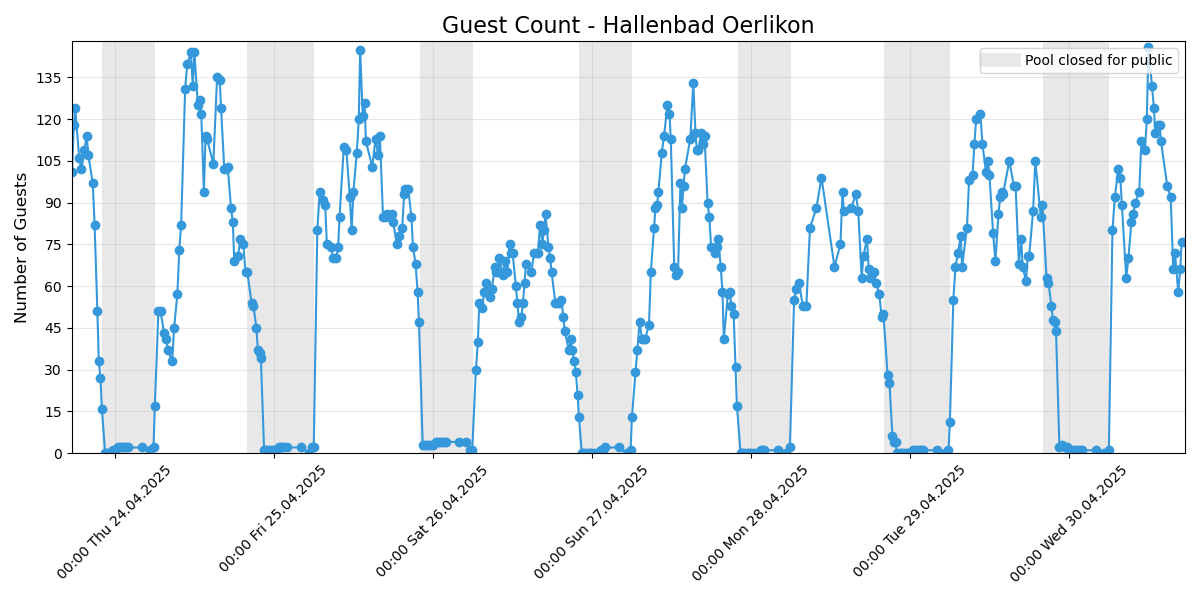 Guest Count - Hallenbad Oerlikon
Pool closed for public
Number of Guests
135
120
105
90
75
60
45
30
15
0
00:00 Thu 24.04.2025
00:00 Fri 25.04.2025
00:00 Sat 26.04.2025
00:00 Sun 27.04.2025
00:00 Mon 28.04.2025
00:00 Tue 29.04.2025
00:00 Wed 30.04.2025